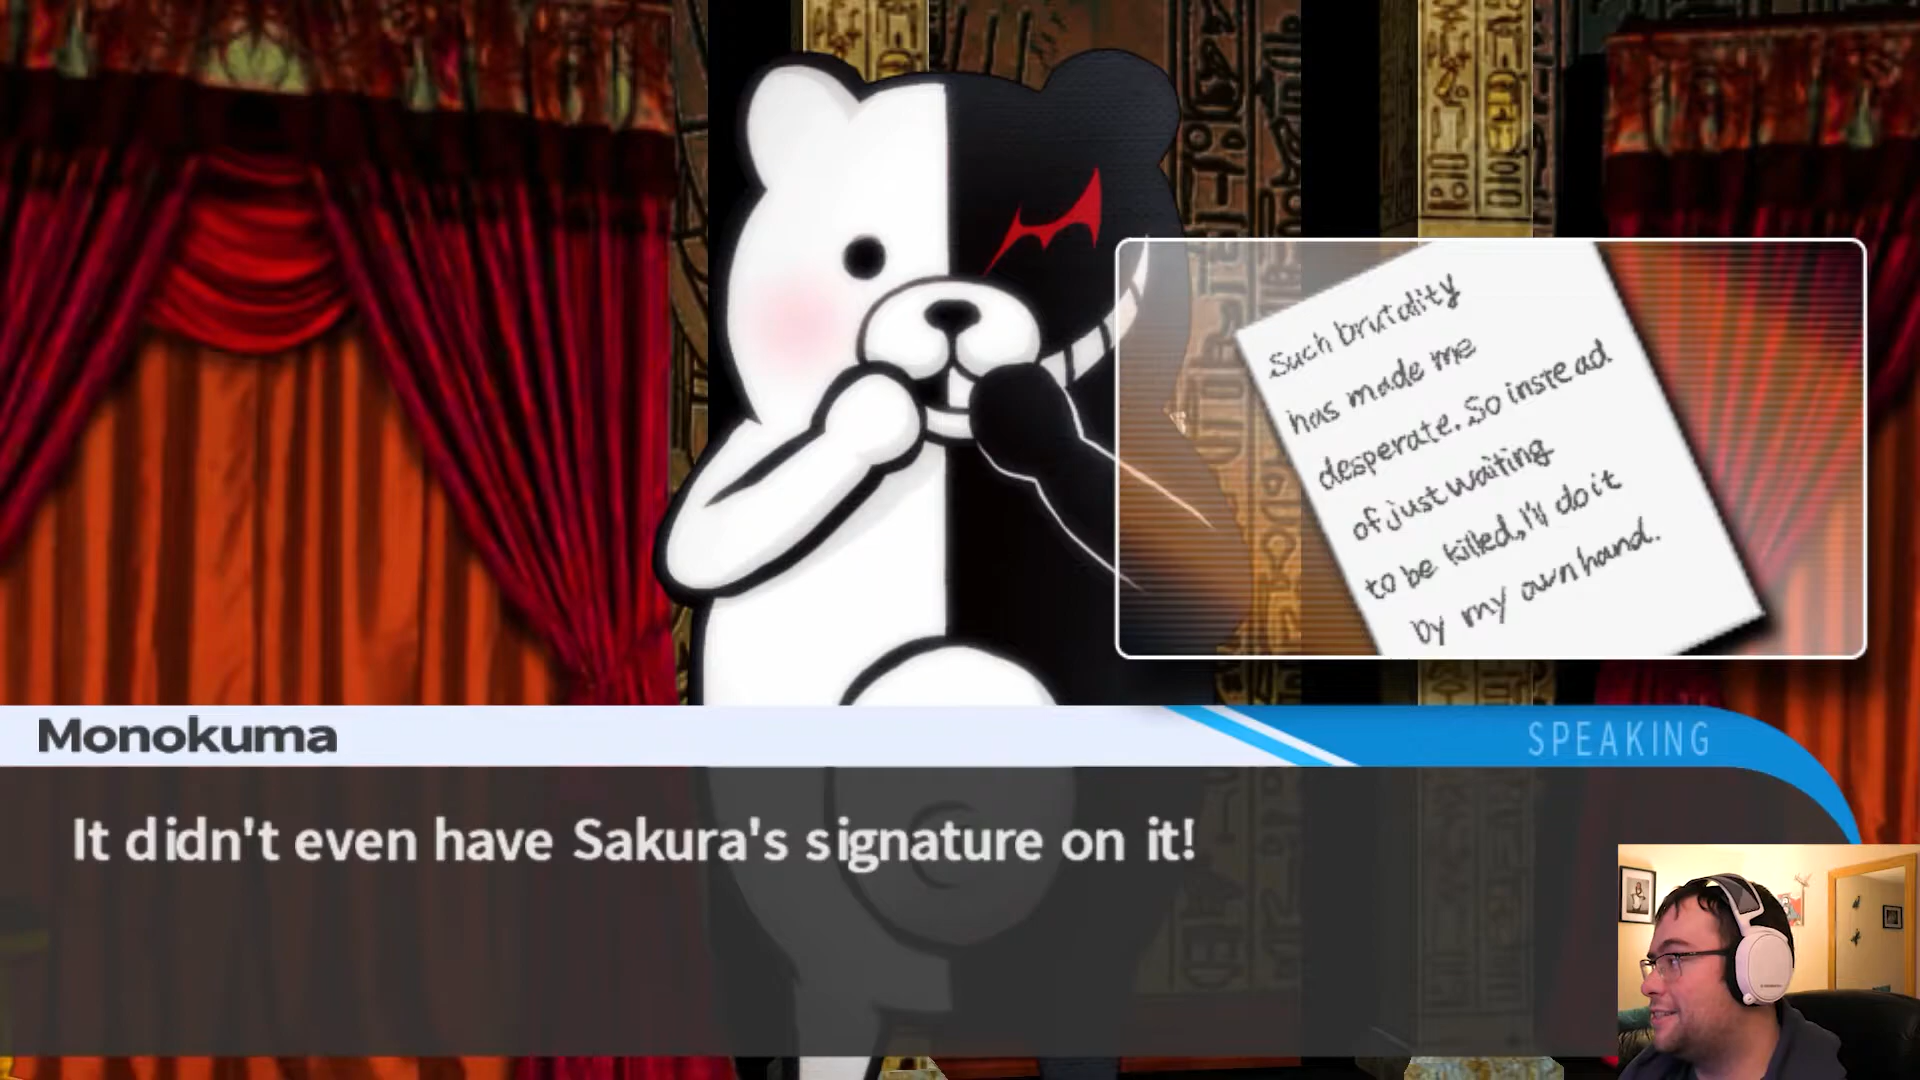 Such brutality
has made me
desperate. So instead
of just waiting
to be killed, I'll do it
by my own hand.
Monokuma
SPEAKING
It didn't even have Sakura's signature on it!